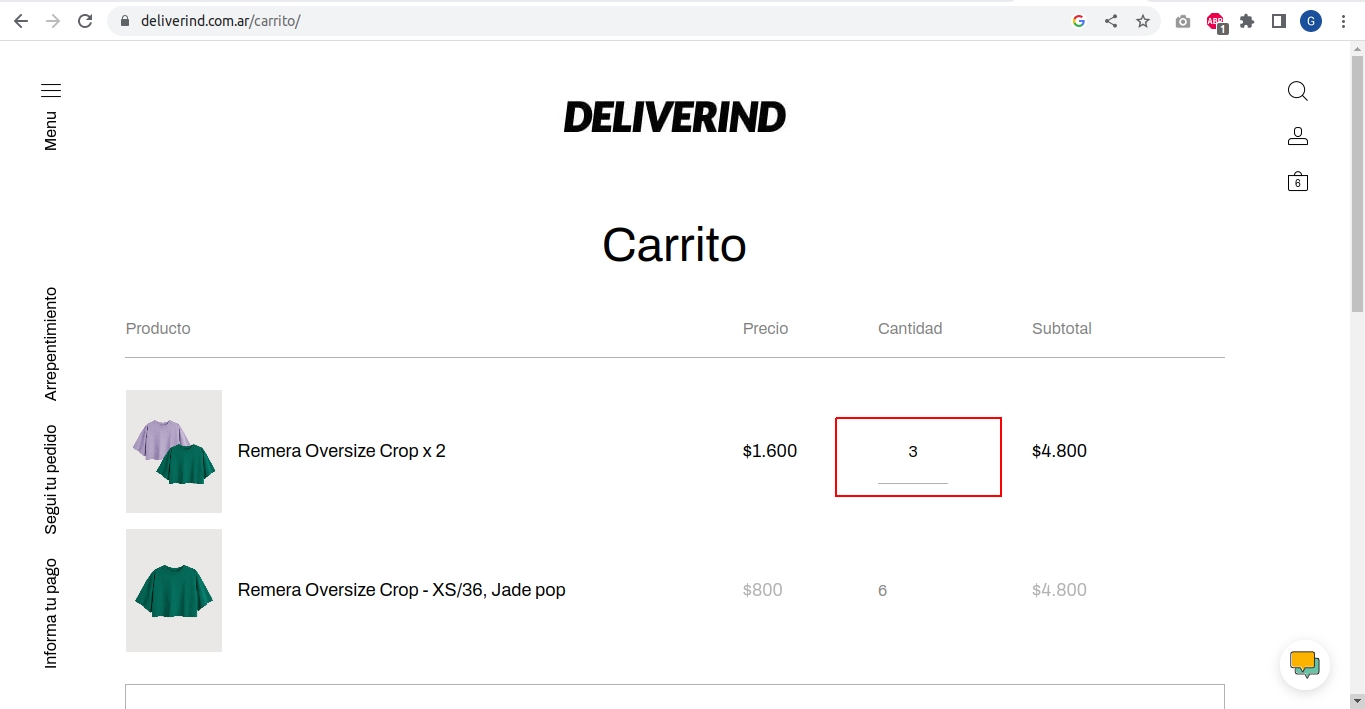 deliverind.com.ar/carrito/
G
ABP
1
G
Menu
DELIVERIND
6
Carrito
Arrepentimiento
Segui tu pedido
Informa tu pago
Producto Precio Cantidad Subtotal
Remera Oversize Crop x 2 $1.600 3 $4.800
Remera Oversize Crop - XS/36, Jade pop $800 6 $4.800